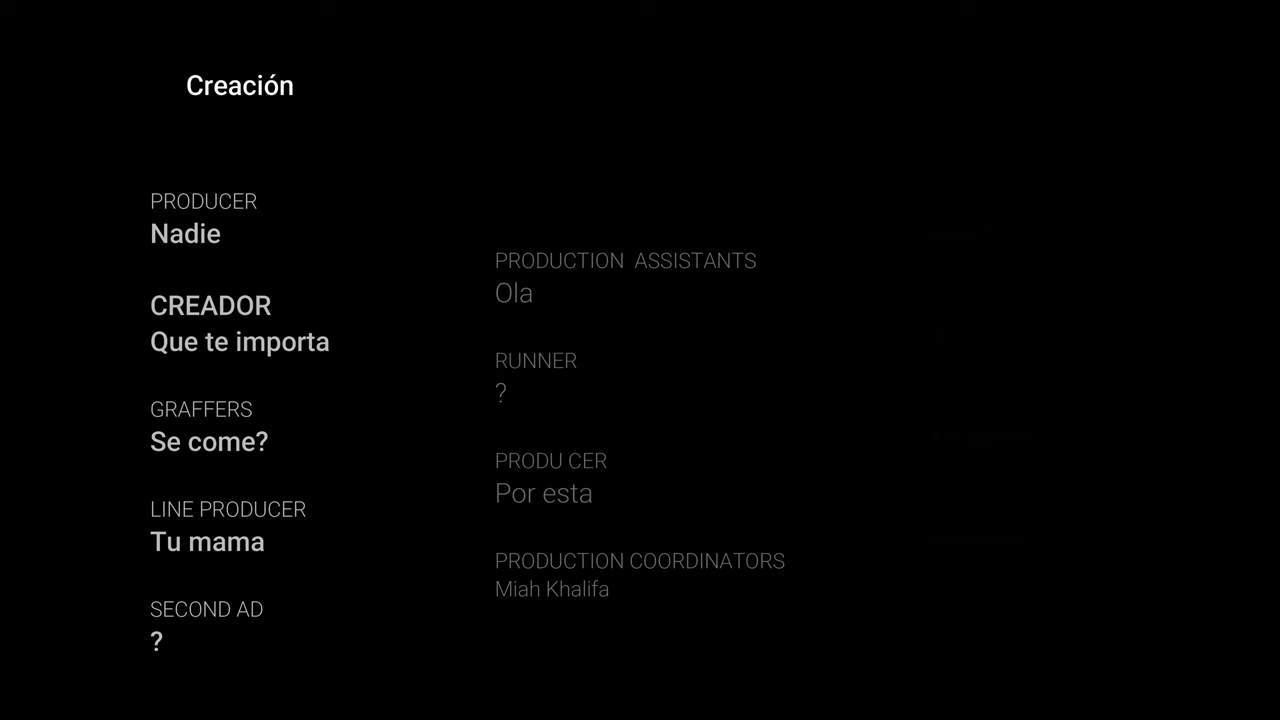 Creación
PRODUCER
Nadie
CREADOR
Que te importa
GRAFFERS
Se come?
LINE PRODUCER
Tu mama
SECOND AD
?
PRODUCTION ASSISTANTS
Ola
RUNNER
?
PRODU CER
Por esta
PRODUCTION COORDINATORS
Miah Khalifa